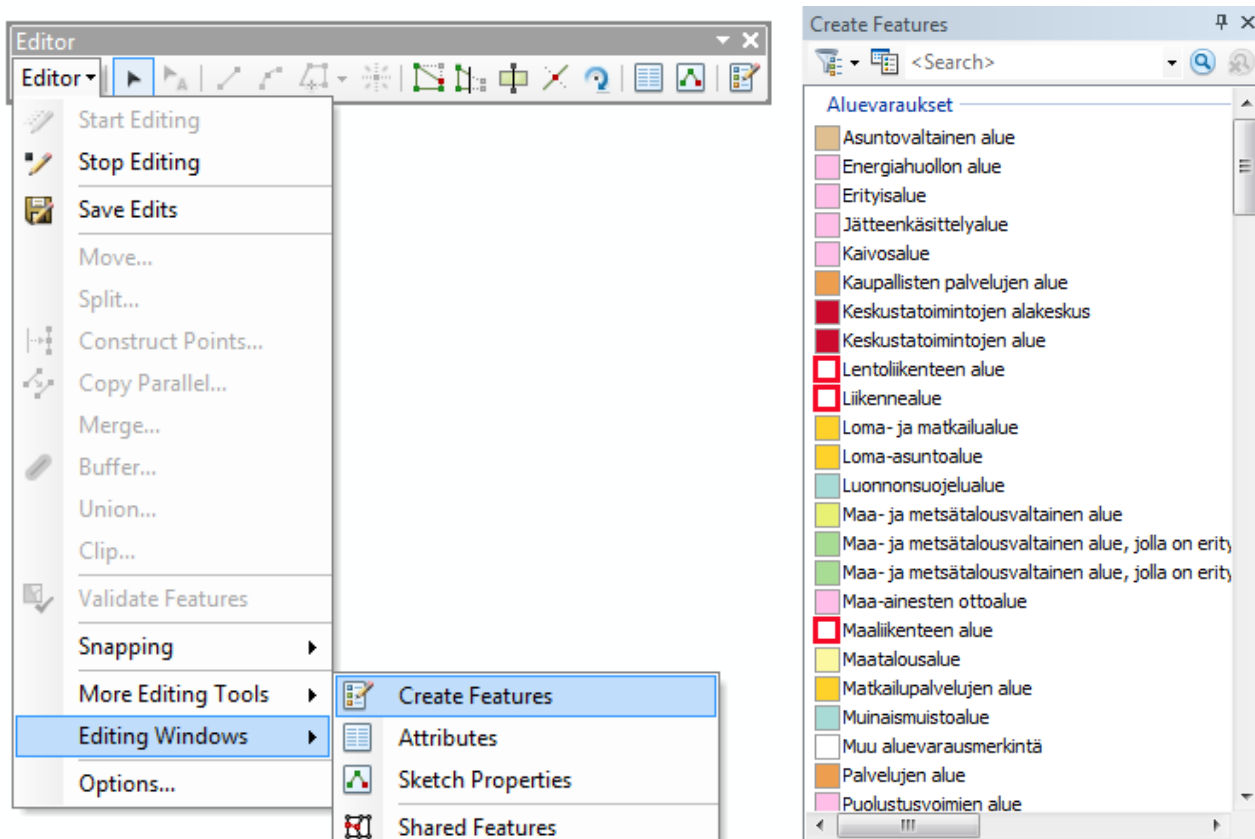 Editor
Editor
Start Editing
Stop Editing
Save Edits
Move...
Split...
Construct Points...
Copy Parallel...
Merge...
Buffer...
Union...
Clip...
Validate Features
Snapping
More Editing Tools
Editing Windows
Options...
Create Features
Attributes
Sketch Properties
Shared Features
Create Features
<Search>
Aluevaraukset
Asuntovaltainen alue
Energiahuollon alue
Erityisalue
Jätteenkäsittelyalue
Kaivosalue
Kaupallisten palvelujen alue
Keskustatoimintojen alakeskus
Keskustatoimintojen alue
Lentoliikenteen alue
Liikennealue
Loma- ja matkailualue
Loma-asuntoalue
Luonnonsuojelualue
Maa- ja metsätalousvaltainen alue
Maa- ja metsätalousvaltainen alue, jolla on erity
Maa- ja metsätalousvaltainen alue, jolla on erity
Maa-ainesten ottoalue
Maaliikenteen alue
Maatalousalue
Matkailupalvelujen alue
Muinaismuistoalue
Muu aluevarausmerkintä
Palvelujen alue
Puolustusvoimien alue